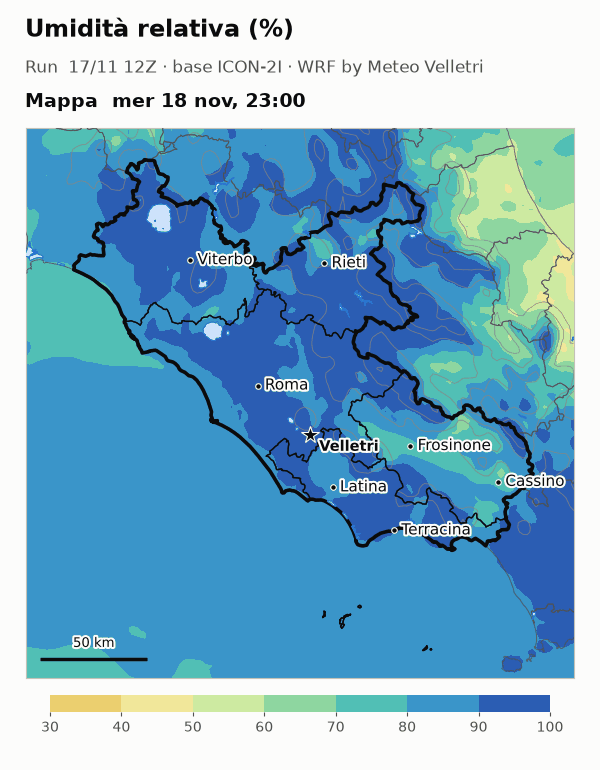 Umidità relativa (%)
Run 17/11 12Z · base ICON-2I · WRF by Meteo Velletri
Mappa mer 18 nov, 23:00
Viterbo
Rieti
Roma
Velletri
Frosinone
Cassino
Latina
Terracina
50 km
30 40 50 60 70 80 90 100